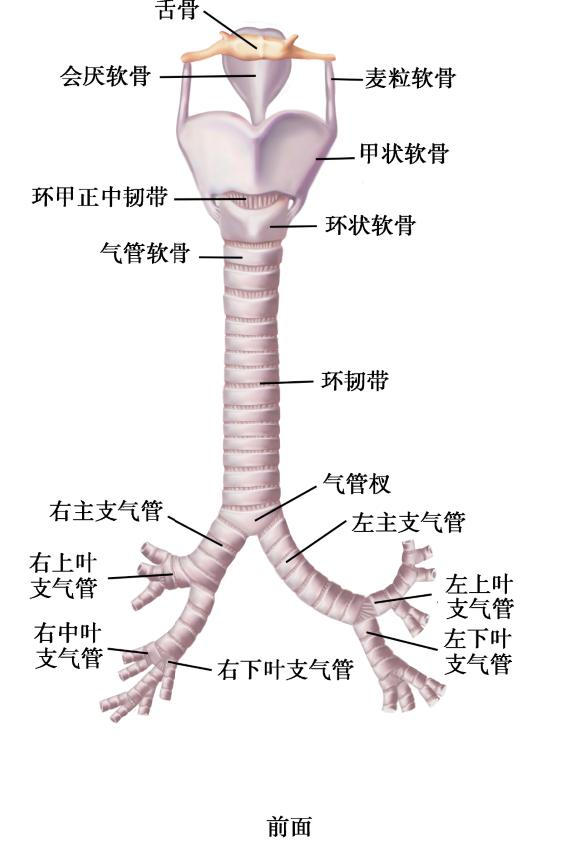 舌骨
会厌软骨
麦粒软骨
甲状软骨
环甲正中韧带
环状软骨
气管软骨
环韧带
气管杈
右主支气管
左主支气管
右上叶
支气管
左上叶
支气管
右中叶
支气管
左下叶
支气管
右下叶支气管
前面